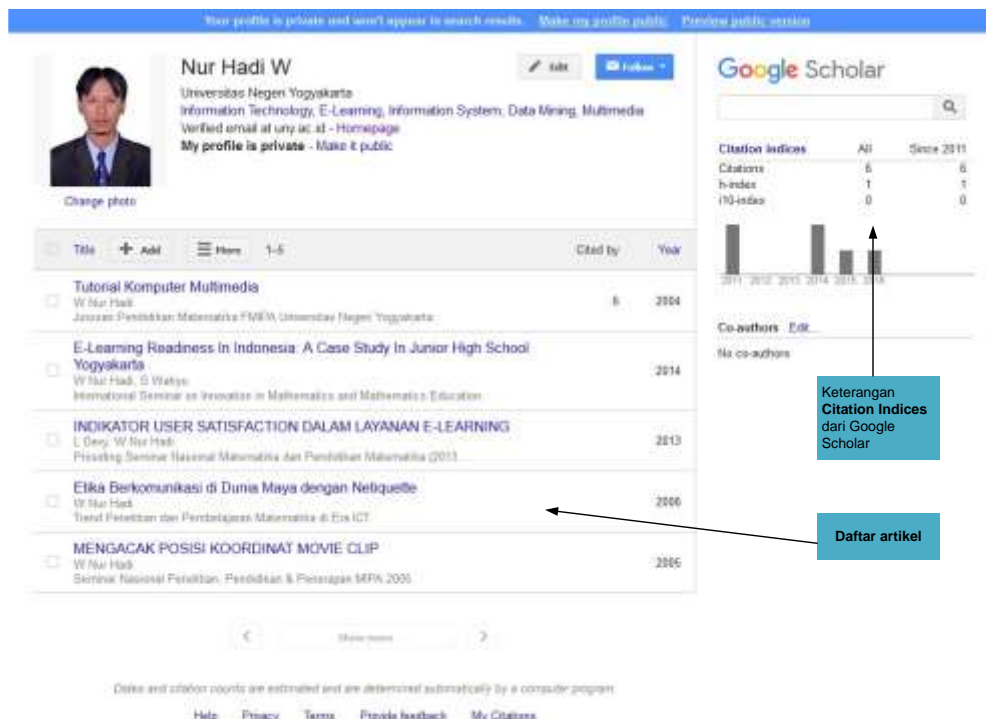 Your profile is private and won't appear in search results. Make my profile public Preview public version
Nur Hadi W
Edit
Follow
Universitas Negeri Yogyakarta
Information Technology, E-Learning, Information System, Data Mining, Multimedia
Verified email at uny.ac.id - Homepage
My profile is private - Make it public
Change photo
Google Scholar
Citation indices All Since 2011
Citations 6 6
h-index 1 1
i10-index 0 0
2011 2012 2013 2014 2015 2016
Co-authors Edit...
No co-authors
Title Add More 1-5 Cited by Year
Tutorial Komputer Multimedia
W Nur Hadi
Jurusan Pendidikan Matematika FMIPA Universitas Negeri Yogyakarta
6 2004
E-Learning Readiness In Indonesia: A Case Study In Junior High School
Yogyakarta
W Nur Hadi, S Wahyu
International Seminar on Innovation in Mathematics and Mathematics Education
2014
INDIKATOR USER SATISFACTION DALAM LAYANAN E-LEARNING
L Devy, W Nur Hadi
Prosiding Seminar Nasional Matematika dan Pendidikan Matematika (2013
2013
Etika Berkomunikasi di Dunia Maya dengan Netiquette
W Nur Hadi
Trend Penelitian dan Pembelajaran Matematika di Era ICT
2006
MENGACAK POSISI KOORDINAT MOVIE CLIP
W Nur Hadi
Seminar Nasional Penelitian, Pendidikan & Penerapan MIPA 2005
2005
Keterangan
Citation Indices
dari Google
Scholar
Daftar artikel
Show more
Dates and citation counts are estimated and are determined automatically by a computer program.
Help Privacy Terms Provide feedback My Citations